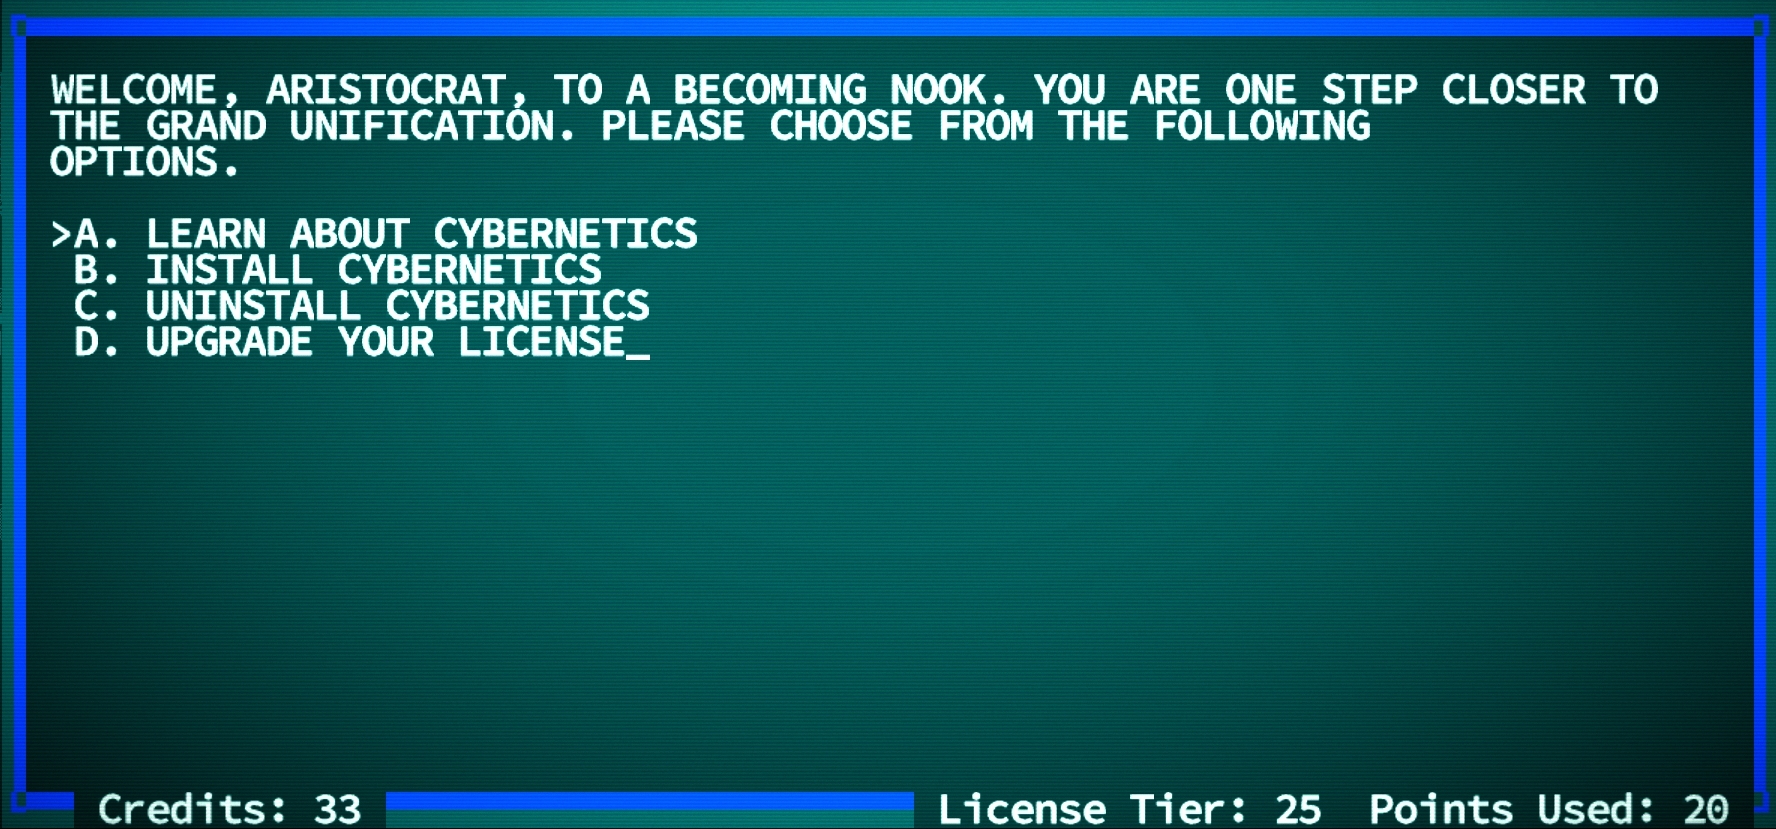 WELCOME, ARISTOCRAT, TO A BECOMING NOOK. YOU ARE ONE STEP CLOSER TO
THE GRAND UNIFICATION. PLEASE CHOOSE FROM THE FOLLOWING
OPTIONS.
>A. LEARN ABOUT CYBERNETICS
B. INSTALL CYBERNETICS
C. UNINSTALL CYBERNETICS
D. UPGRADE YOUR LICENSE_
Credits: 33 License Tier: 25 Points Used: 20